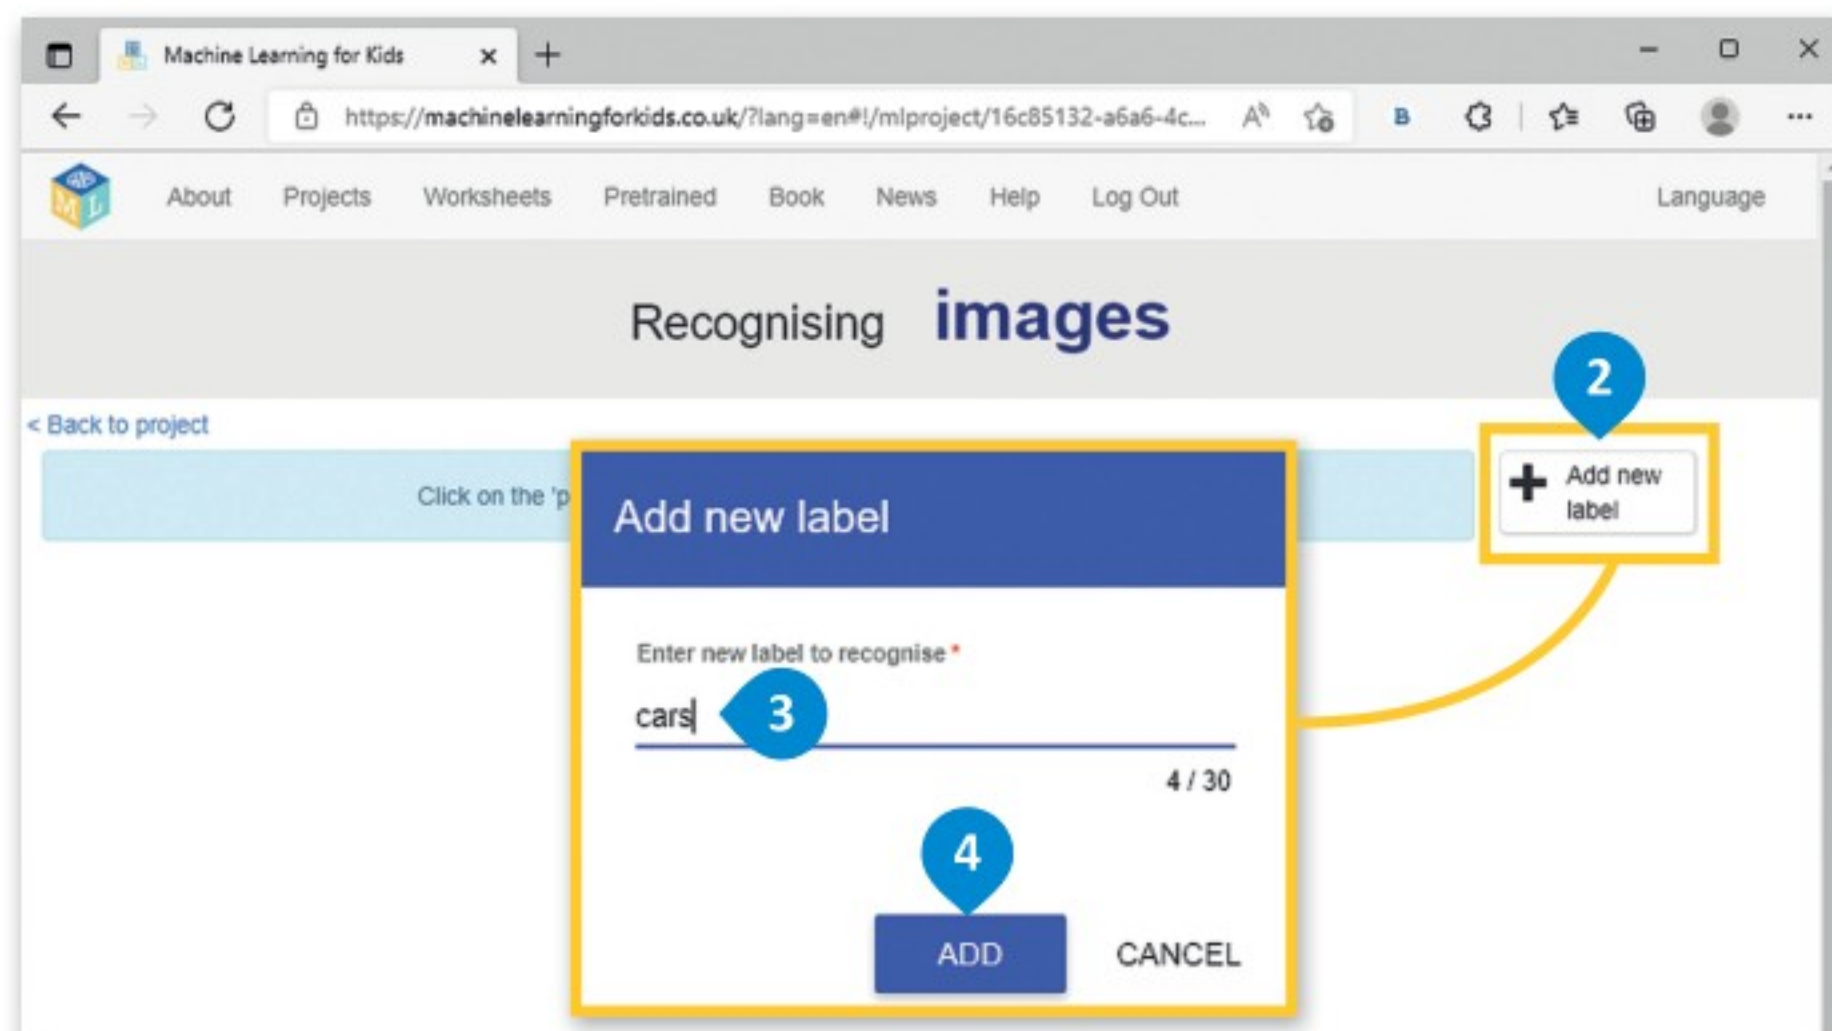 Machine Learning for Kids
https://machinelearningforkids.co.uk/?lang=en#!/mlproject/16c85132-a6a6-4c...
B
ML
About Projects Worksheets Pretrained Book News Help Log Out Language
Recognising images
2
< Back to project
Click on the 'p
Add new
label
Add new label
Enter new label to recognise *
cars
3
4 / 30
4
ADD CANCEL